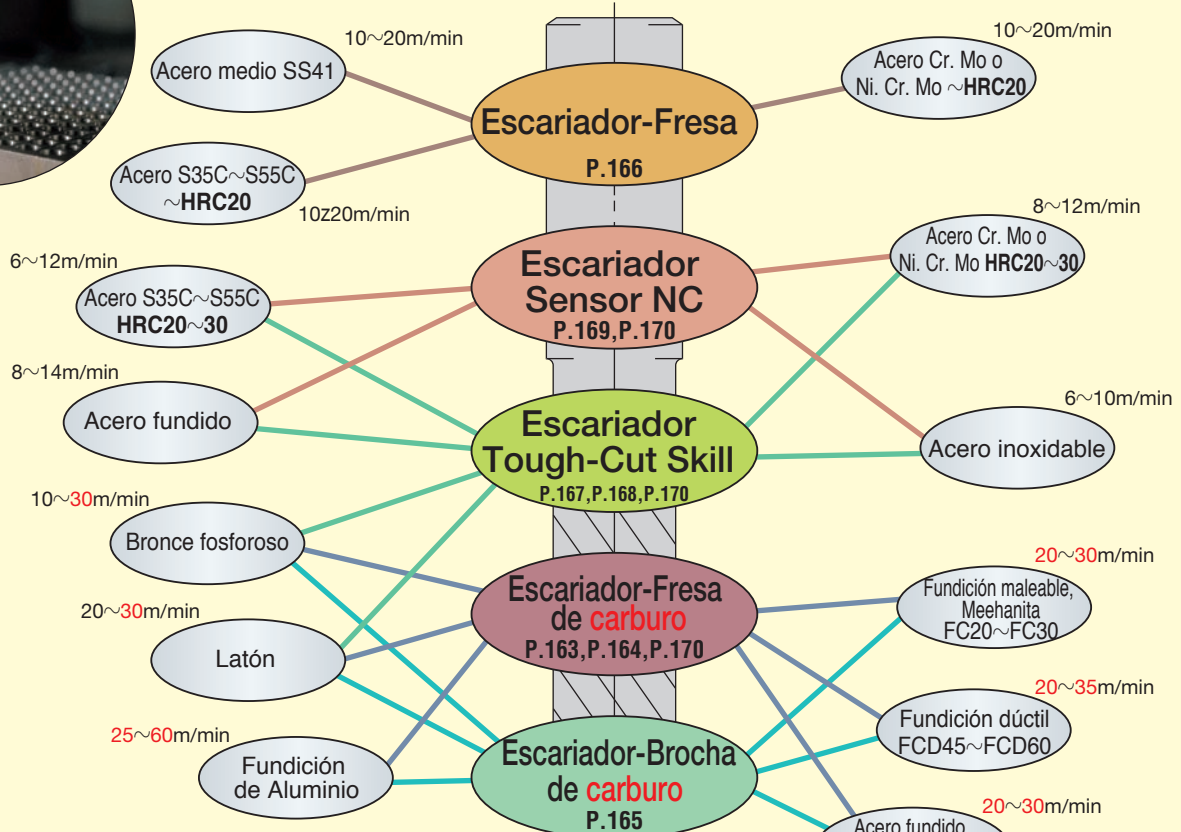 10~20m/min
Acero medio SS41
Acero S35C~S55C
~HRC20
10z20m/min
6~12m/min
Acero S35C~S55C
HRC20~30
8~14m/min
Acero fundido
10~30m/min
Bronce fosforoso
20~30m/min
Latón
25~60m/min
Fundición
de Aluminio
Escariador-Fresa
P.166
Escariador
Sensor NC
P.169,P.170
Escariador
Tough-Cut Skill
P.167,P.168,P.170
Escariador-Fresa
de carburo
P.163,P.164,P.170
Escariador-Brocha
de carburo
P.165
10~20m/min
Acero Cr. Mo o
Ni. Cr. Mo ~HRC20
8~12m/min
Acero Cr. Mo o
Ni. Cr. Mo HRC20~30
6~10m/min
Acero inoxidable
20~30m/min
Fundición maleable,
Meehanita
FC20~FC30
20~35m/min
Fundición dúctil
FCD45~FCD60
20~30m/min
Acero fundido